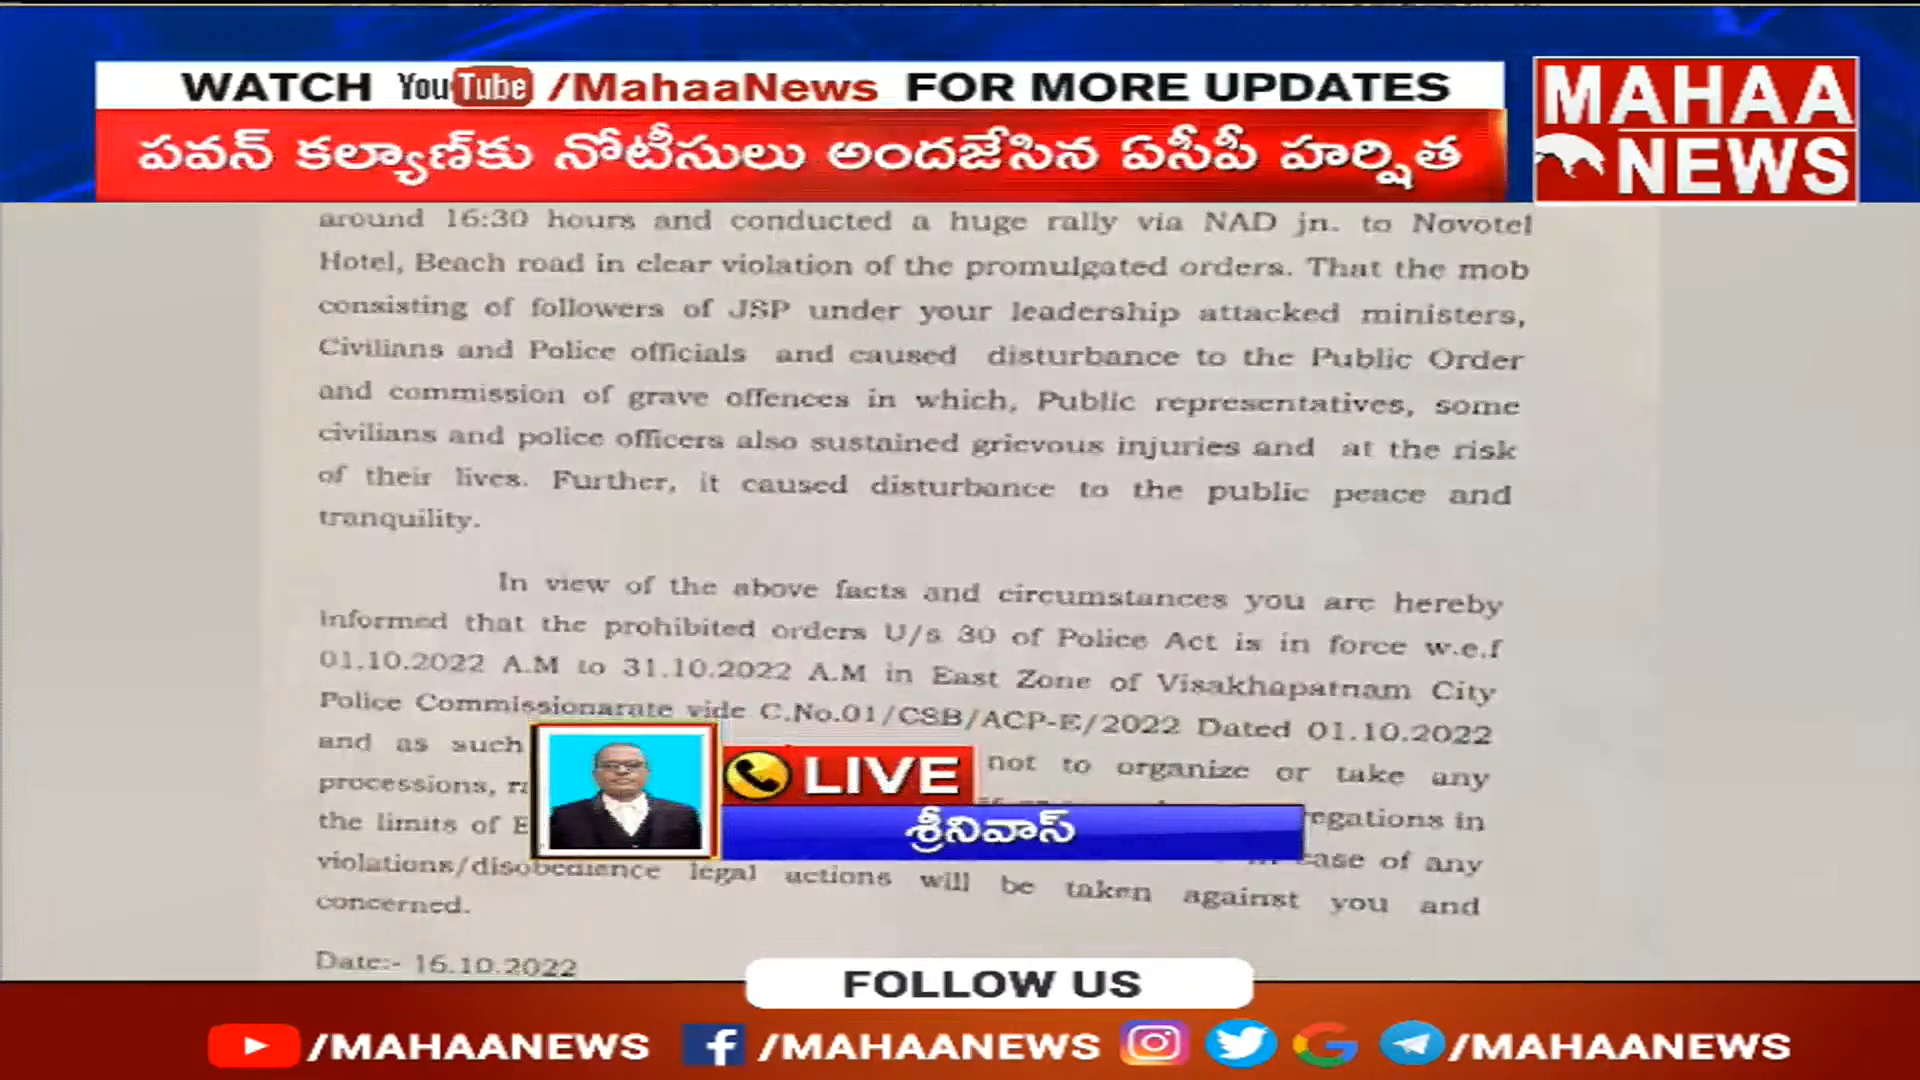 WATCH YouTube /MahaaNews FOR MORE UPDATES
పవన్ కల్యాణ్‌కు నోటీసులు అందజేసిన ఏసీపీ హర్షిత
MAHAA
NEWS
around 16:30 hours and conducted a huge rally via NAD jn. to Novotel
Hotel, Beach road in clear violation of the promulgated orders. That the mob
consisting of followers of JSP under your leadership attacked ministers,
Civilians and Police officials and caused disturbance to the Public Order
and commission of grave offences in which, Public representatives, some
civilians and police officers also sustained grievous injuries and at the risk
of their lives. Further, it caused disturbance to the public peace and
tranquility.
In view of the above facts and circumstances you are hereby
informed that the prohibited orders U/s 30 of Police Act is in force w.e.f
01.10.2022 A.M to 31.10.2022 A.M in East Zone of Visakhapatnam City
Police Commissionarate vide C.No.01/CSB/ACP-E/2022 Dated 01.10.2022
and as such not to organize or take any
processions,
the limits of in
violations/disobedience legal actions will be taken against you and
case of any
concerned.
Date:- 16.10.2022
LIVE
శ్రీనివాస్
FOLLOW US
/MAHAANEWS /MAHAANEWS /MAHAANEWS